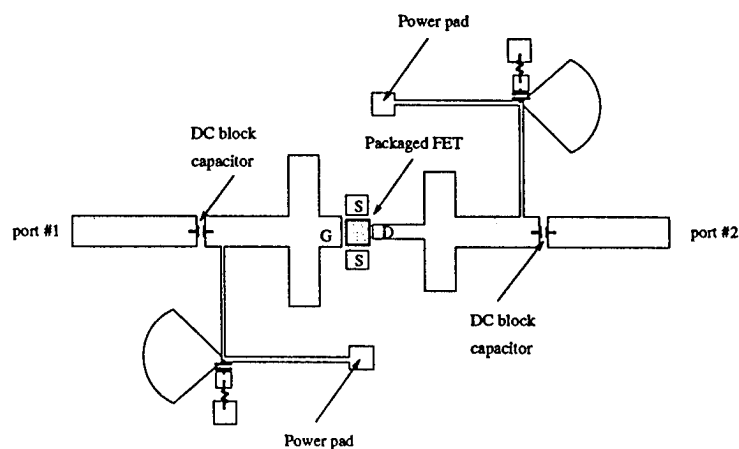 Power pad
DC block
capacitor
Packaged FET
S
port #1
G
D
port #2
S
DC block
capacitor
Power pad